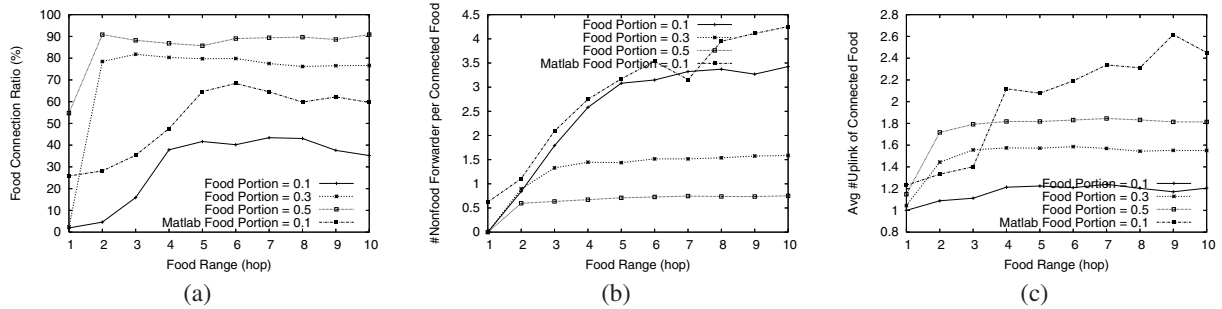 Food Connection Ratio (%)
100
90
80
70
60
50
40
30
20
10
0
1 2 3 4 5 6 7 8 9 10
Food Range (hop)
Food Portion = 0.1
Food Portion = 0.3
Food Portion = 0.5
Matlab Food Portion = 0.1
(a)
#Nonfood Forwarder per Connected Food
4.5
4
3.5
3
2.5
2
1.5
1
0.5
0
1 2 3 4 5 6 7 8 9 10
Food Range (hop)
Food Portion = 0.1
Food Portion = 0.3
Food Portion = 0.5
Matlab Food Portion = 0.1
(b)
Avg #Uplink of Connected Food
2.8
2.6
2.4
2.2
2
1.8
1.6
1.4
1.2
1
0.8
1 2 3 4 5 6 7 8 9 10
Food Range (hop)
Food Portion = 0.1
Food Portion = 0.3
Food Portion = 0.5
Matlab Food Portion = 0.1
(c)